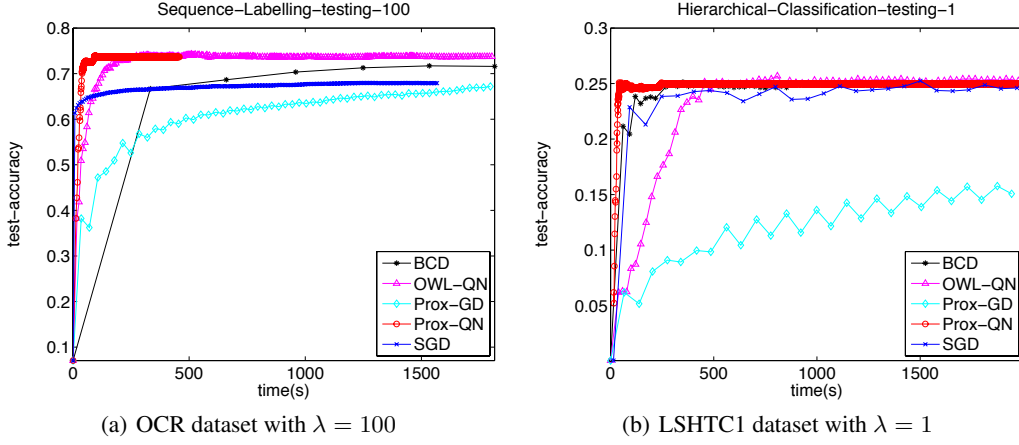 Sequence-Labelling-testing-100
0.8
0.7
0.6
0.5
0.4
0.3
0.2
0.1
test-accuracy
0
500
1000
1500
time(s)
BCD
OWL-QN
Prox-GD
Prox-QN
SGD
(a) OCR dataset with λ = 100
Hierarchical-Classification-testing-1
0.3
0.25
0.2
0.15
0.1
0.05
test-accuracy
0
500
1000
1500
time(s)
BCD
OWL-QN
Prox-GD
Prox-QN
SGD
(b) LSHTC1 dataset with λ = 1